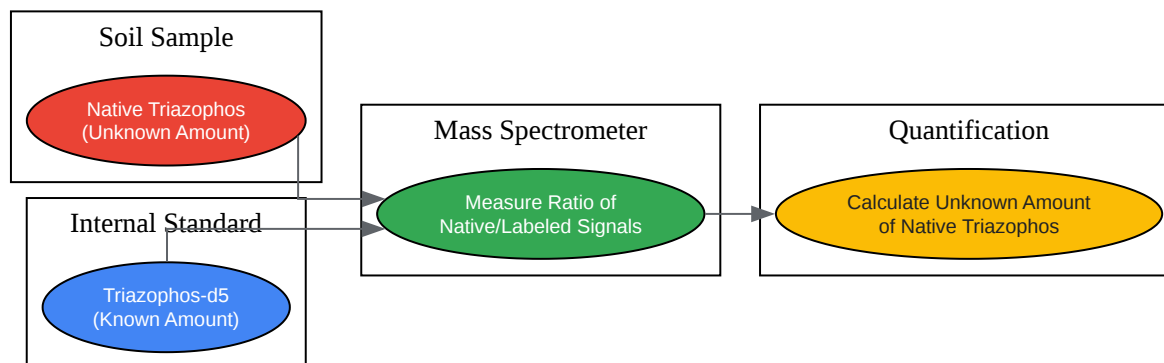 Soil Sample
Native Triazophos
(Unknown Amount)
Internal Standard
Triazophos-d5
(Known Amount)
Mass Spectrometer
Measure Ratio of
Native/Labeled Signals
Quantification
Calculate Unknown Amount
of Native Triazophos